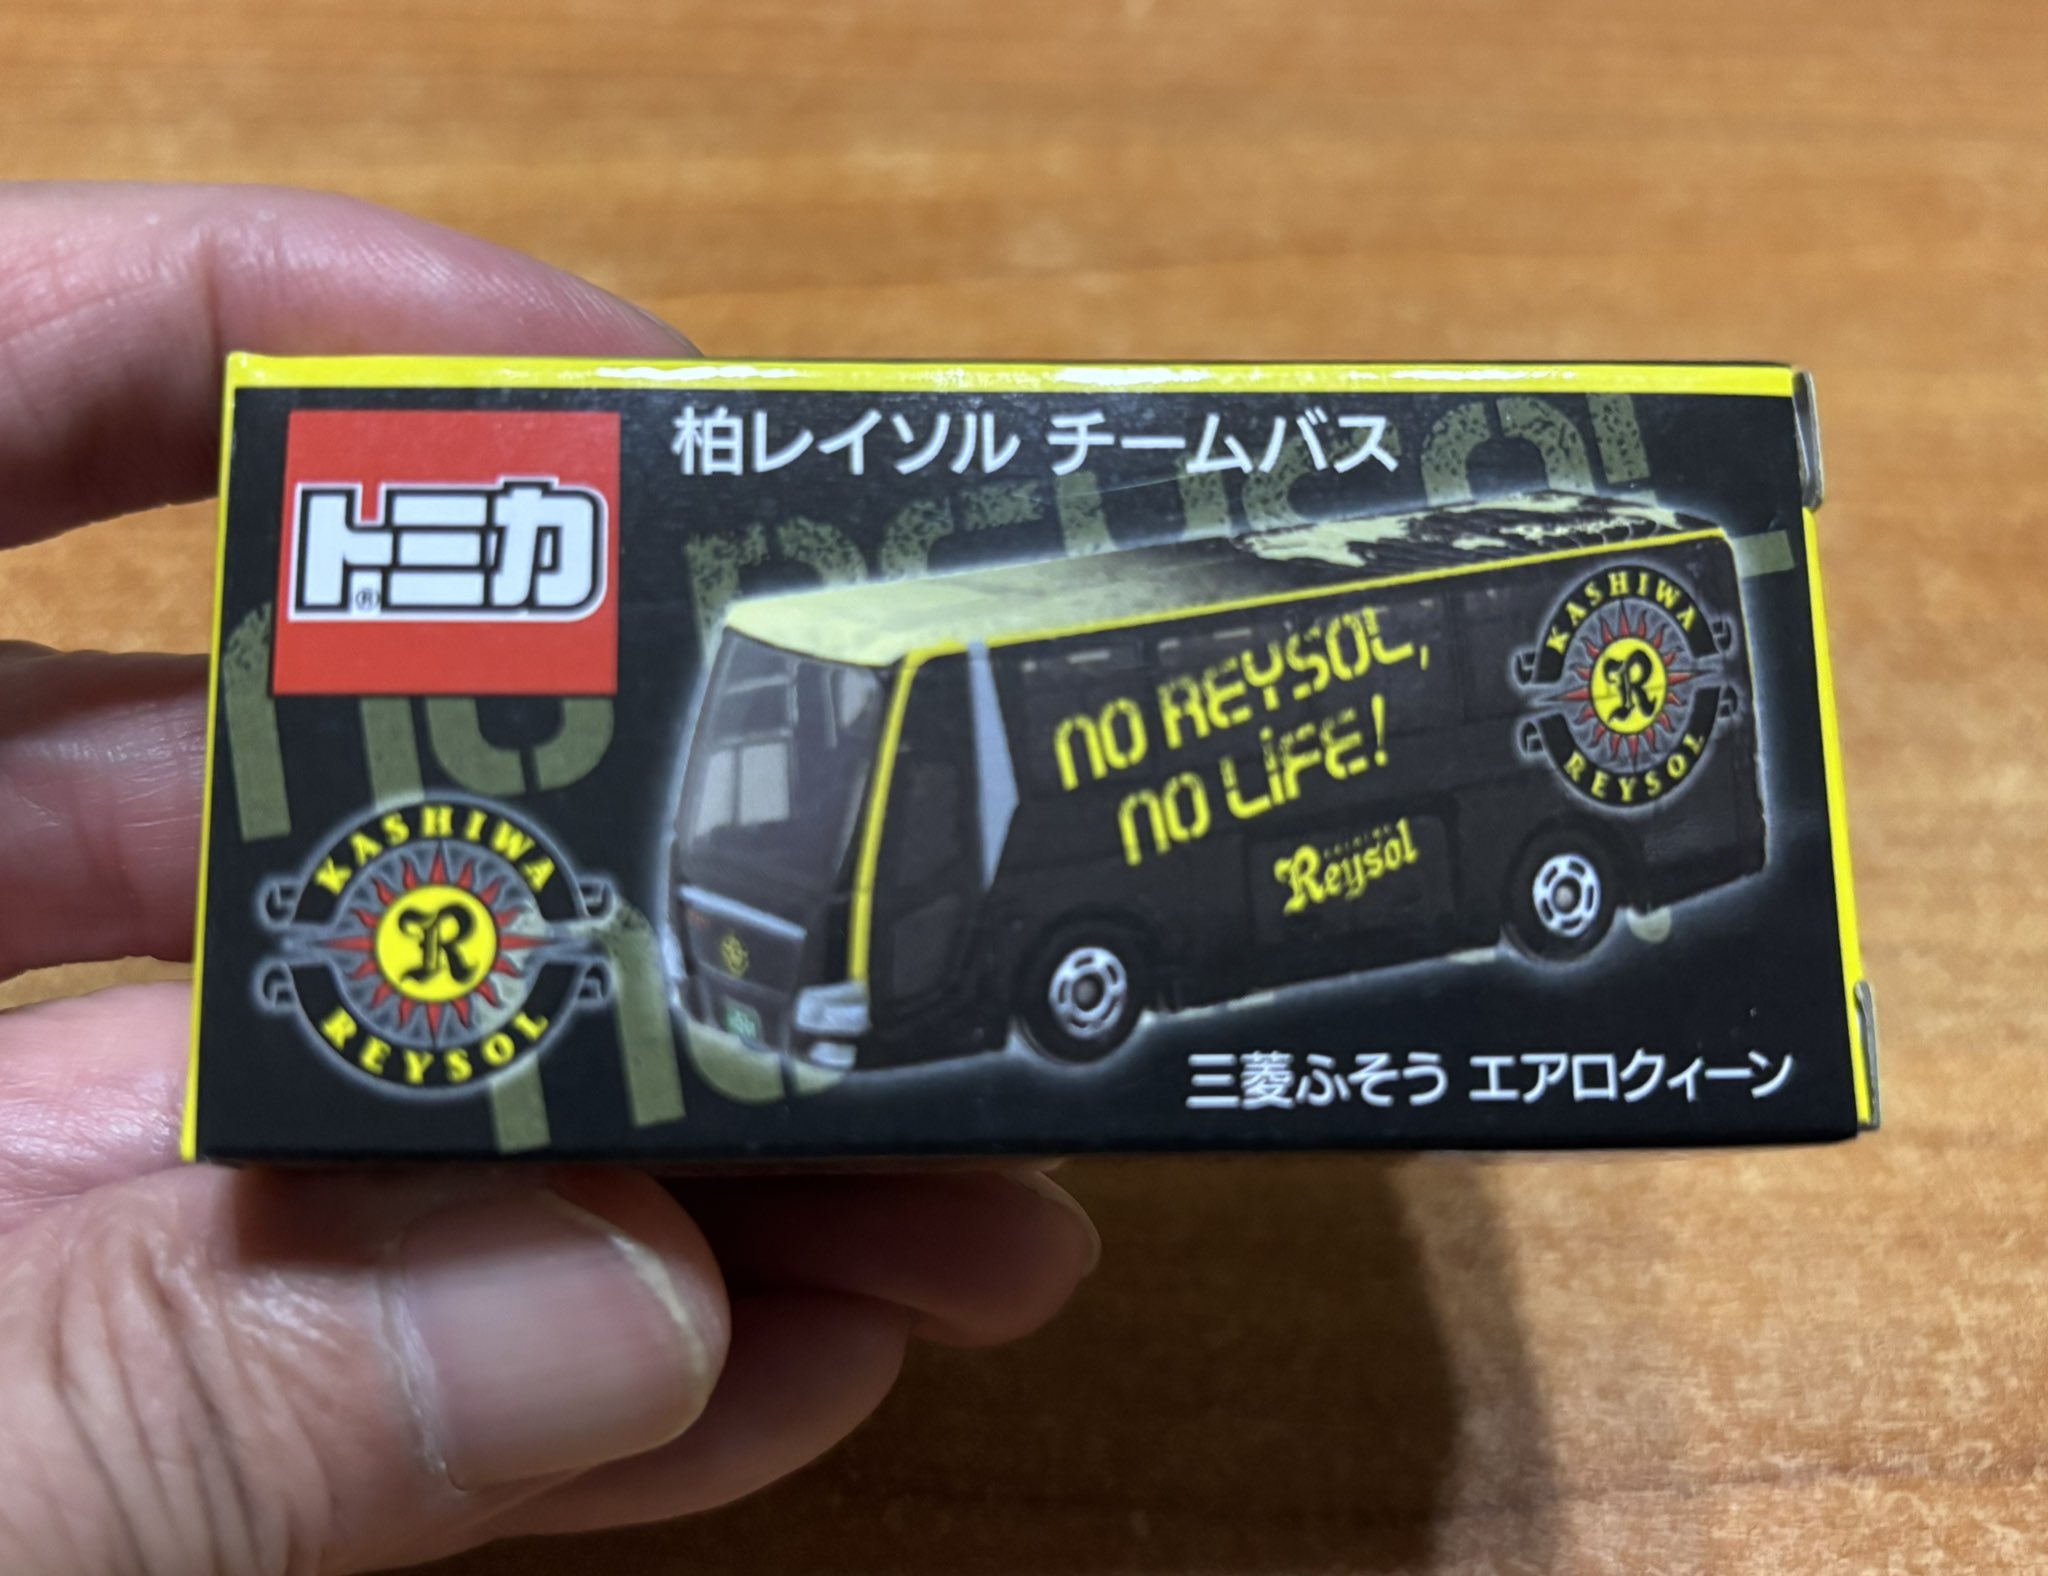 柏レイソル チームバス
トミカ
®
NO REYSOL,
NO LiFE!
Reysol
KASHIWA
R
REYSOL
KASHIWA
R
REYSOL
三菱ふそう エアロクィーン